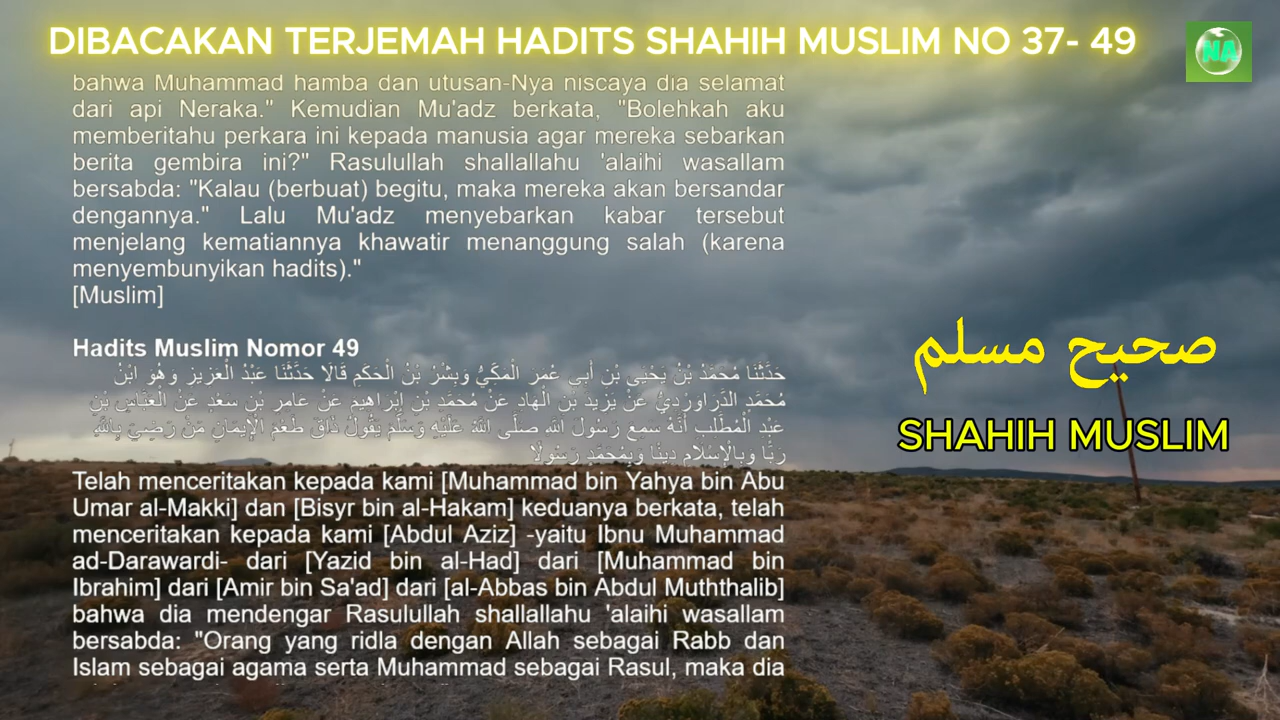 DIBACAKAN TERJEMAH HADITS SHAHIH MUSLIM NO 37- 49
NA
bahwa Muhammad hamba dan utusan-Nya niscaya dia selamat
dari api Neraka." Kemudian Mu'adz berkata, "Bolehkah aku
memberitahu perkara ini kepada manusia agar mereka sebarkan
berita gembira ini?" Rasulullah shallallahu 'alaihi wasallam
bersabda: "Kalau (berbuat) begitu, maka mereka akan bersandar
dengannya." Lalu Mu'adz menyebarkan kabar tersebut
menjelang kematiannya khawatir menanggung salah (karena
menyembunyikan hadits)."
[Muslim]
Hadits Muslim Nomor 49
حَدَّثَنَا مُحَمَّدُ بْنُ يَحْيَى بْنِ أَبِي عُمَرَ الْمَكِّيُّ وَبِشْرُ بْنُ الْحَكَمِ قَالَا حَدَّثَنَا عَبْدُ الْعَزِيزِ وَهُوَ ابْنُ
مُحَمَّدٍ الدَّرَاوَرْدِيُّ عَنْ يَزِيدَ بْنِ الْهَادِ عَنْ مُحَمَّدِ بْنِ إِبْرَاهِيمَ عَنْ عَامِرِ بْنِ سَعْدٍ عَنْ الْعَبَّاسِ بْنِ
عَبْدِ الْمُطَّلِبِ أَنَّهُ سَمِعَ رَسُولَ اللَّهِ صَلَّى اللَّهُ عَلَيْهِ وَسَلَّمَ يَقُولُ ذَاقَ طَعْمَ الْإِيمَانِ مَنْ رَضِيَ بِاللَّهِ
رَبًّا وَبِالْإِسْلَامِ دِينًا وَبِمُحَمَّدٍ رَسُولًا
Telah menceritakan kepada kami [Muhammad bin Yahya bin Abu
Umar al-Makki] dan [Bisyr bin al-Hakam] keduanya berkata, telah
menceritakan kepada kami [Abdul Aziz] -yaitu Ibnu Muhammad
ad-Darawardi- dari [Yazid bin al-Had] dari [Muhammad bin
Ibrahim] dari [Amir bin Sa'ad] dari [al-Abbas bin Abdul Muththalib]
bahwa dia mendengar Rasulullah shallallahu 'alaihi wasallam
bersabda: "Orang yang ridla dengan Allah sebagai Rabb dan
Islam sebagai agama serta Muhammad sebagai Rasul, maka dia
صحيح مسلم
SHAHIH MUSLIM